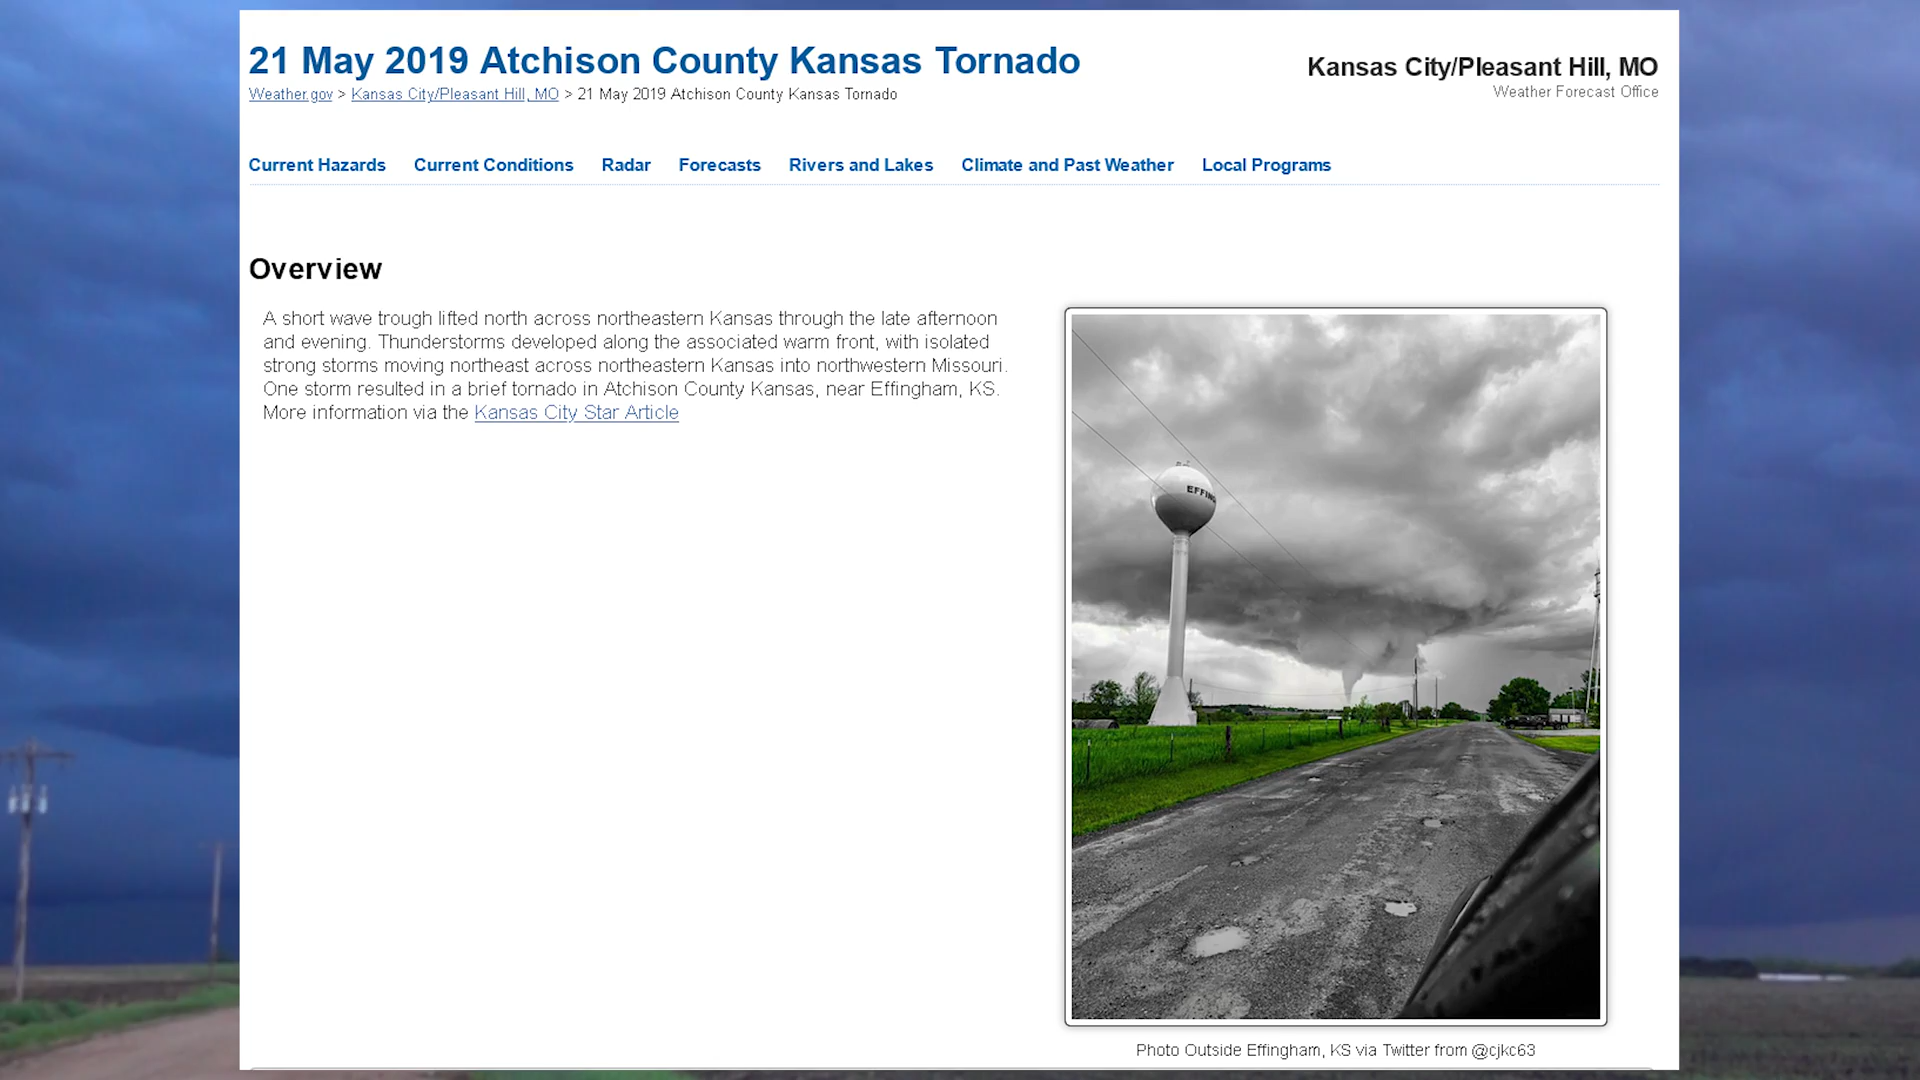 21 May 2019 Atchison County Kansas Tornado
Weather.gov > Kansas City/Pleasant Hill, MO > 21 May 2019 Atchison County Kansas Tornado
Kansas City/Pleasant Hill, MO
Weather Forecast Office
Current Hazards Current Conditions Radar Forecasts Rivers and Lakes Climate and Past Weather Local Programs
Overview
A short wave trough lifted north across northeastern Kansas through the late afternoon
and evening. Thunderstorms developed along the associated warm front, with isolated
strong storms moving northeast across northeastern Kansas into northwestern Missouri.
One storm resulted in a brief tornado in Atchison County Kansas, near Effingham, KS.
More information via the Kansas City Star Article
EFFING
Photo Outside Effingham, KS via Twitter from @cjkc63